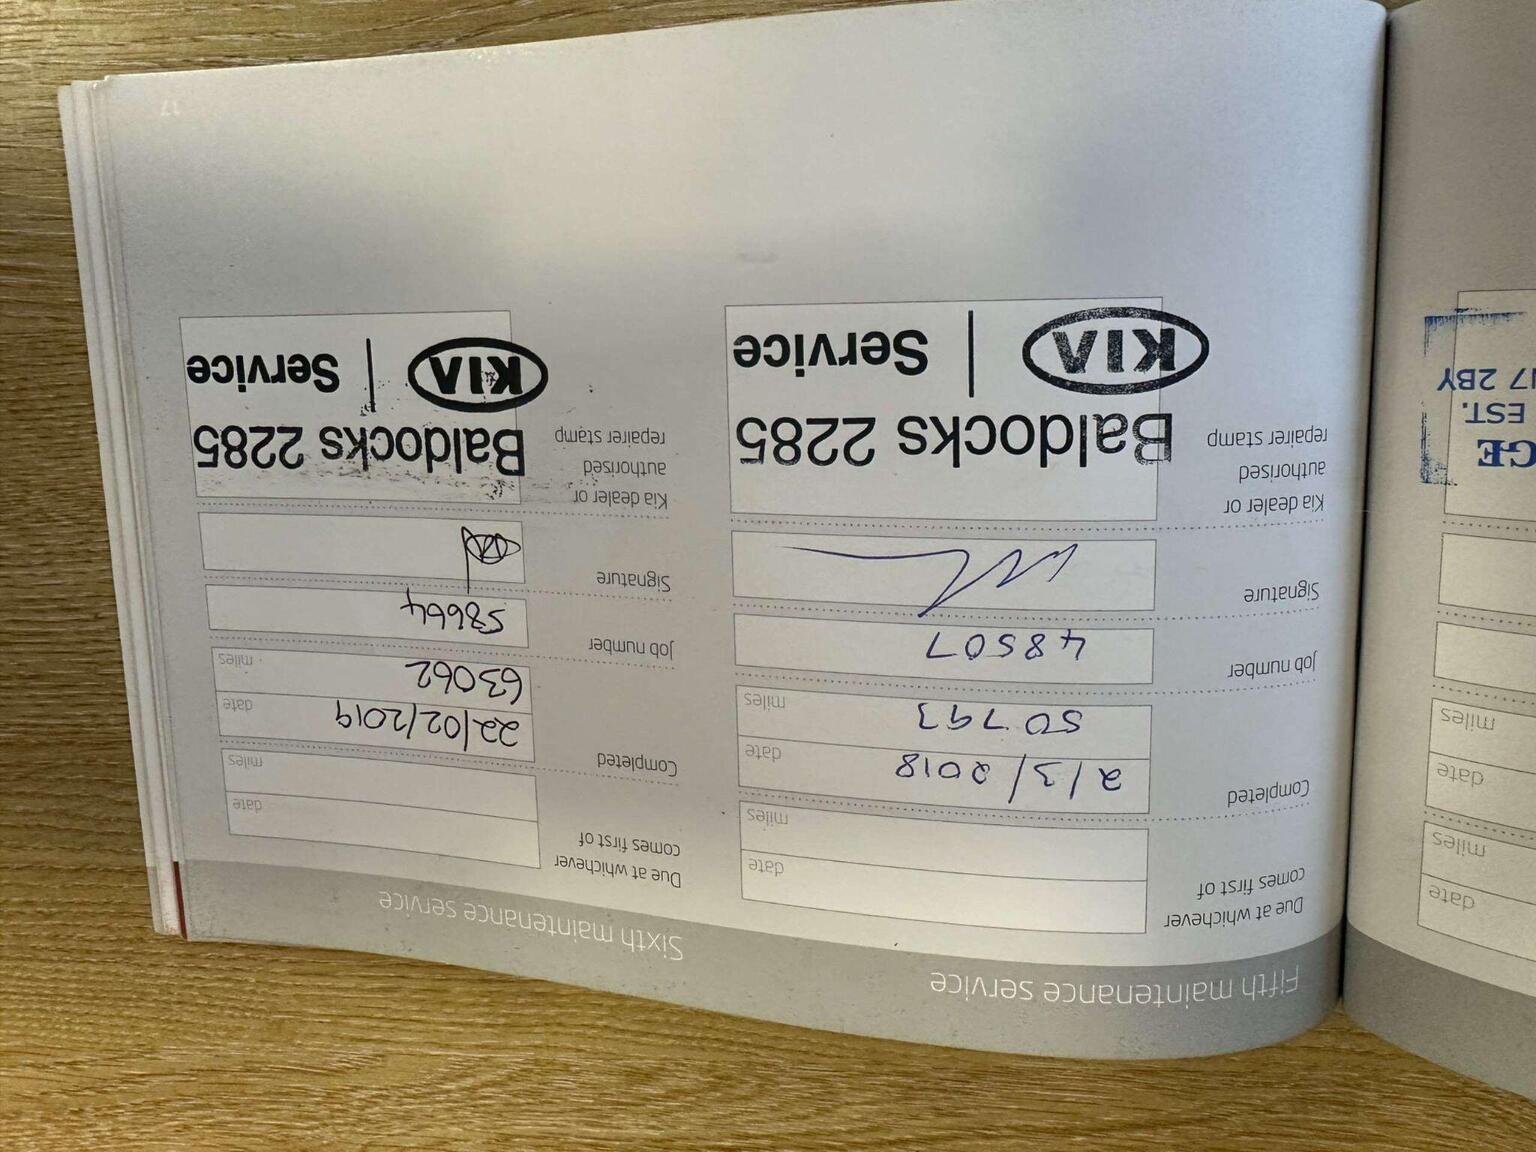 Fifth maintenance service
Due at whichever
comes first of
date
miles
Completed
2/3/2018
date
50793
miles
Job number
48507
Signature
Kia dealer or
authorised
repairer stamp
Baldocks 2285
KIA | Service
Sixth maintenance service
Due at whichever
comes first of
date
miles
Completed
22/02/2019
date
63062
miles
Job number
58664
Signature
Kia dealer or
authorised
repairer stamp
Baldocks 2285
KIA | Service
17
date
miles
date
miles
EST.
2BY